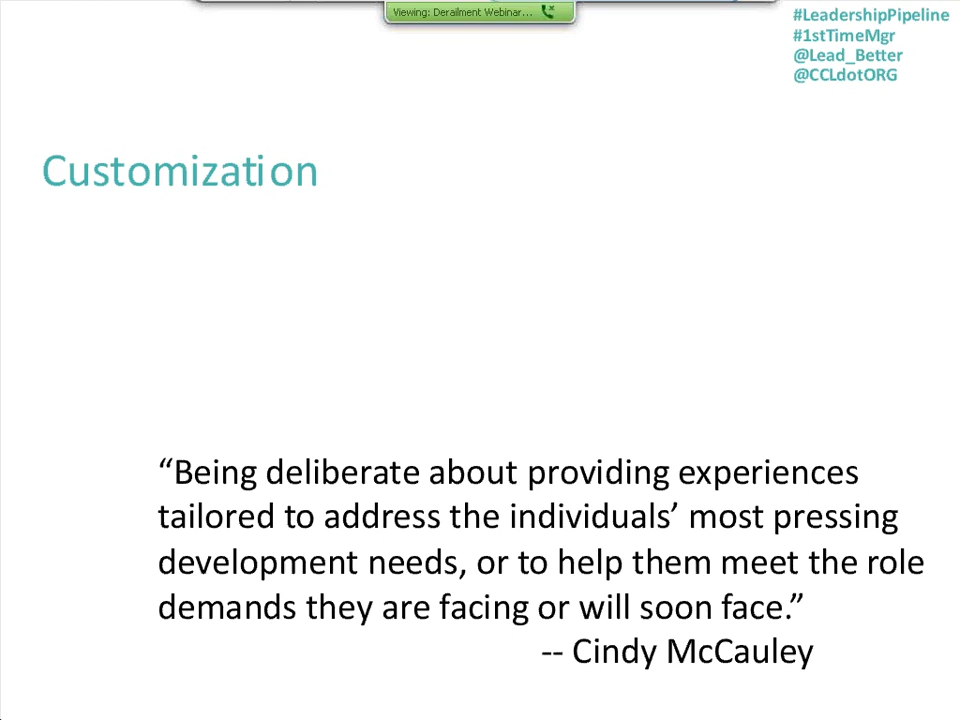 Viewing: Derailment Webinar...
#LeadershipPipeline
#1stTimeMgr
@Lead_Better
@CCLdotORG
Customization
“Being deliberate about providing experiences
tailored to address the individuals’ most pressing
development needs, or to help them meet the role
demands they are facing or will soon face.”
-- Cindy McCauley